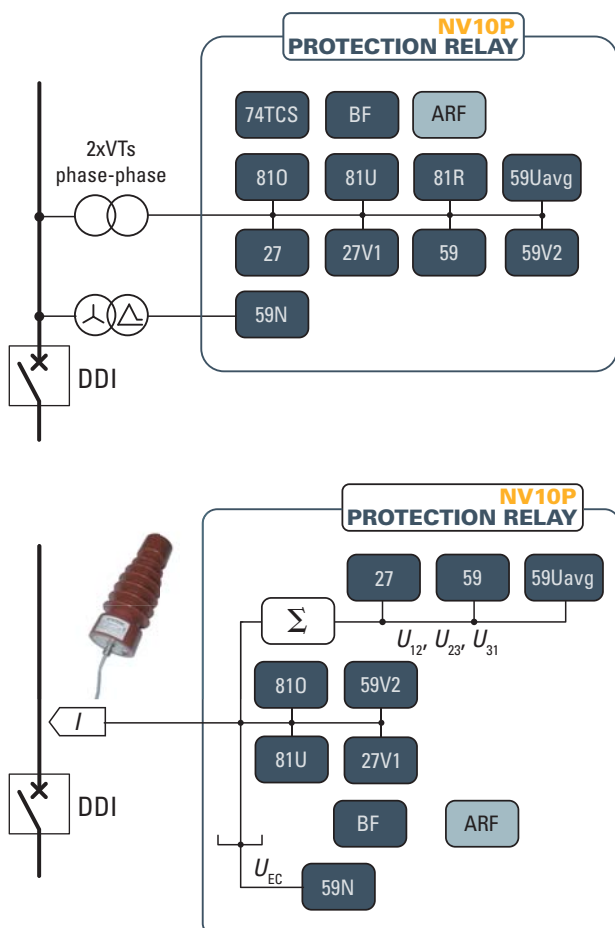 NV10P
PROTECTION RELAY
74TCS
BF
ARF
2xVTs
phase-phase
81O
81U
81R
59Uavg
27
27V1
59
59V2
59N
DDI
NV10P
PROTECTION RELAY
27
59
59Uavg
Σ
U12, U23, U31
81O
59V2
I
81U
27V1
DDI
BF
ARF
UEC
59N